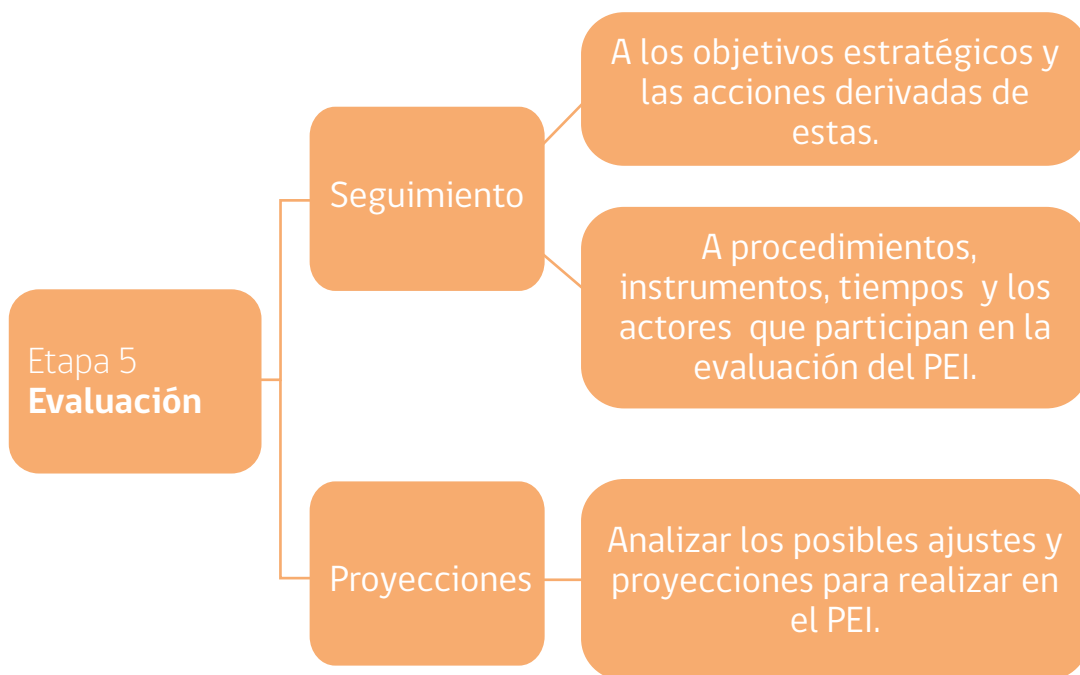 Etapa 5
Evaluación
Seguimiento
A los objetivos estratégicos y
las acciones derivadas de
estas.
A procedimientos,
instrumentos, tiempos y los
actores que participan en la
evaluación del PEI.
Proyecciones
Analizar los posibles ajustes y
proyecciones para realizar en
el PEI.